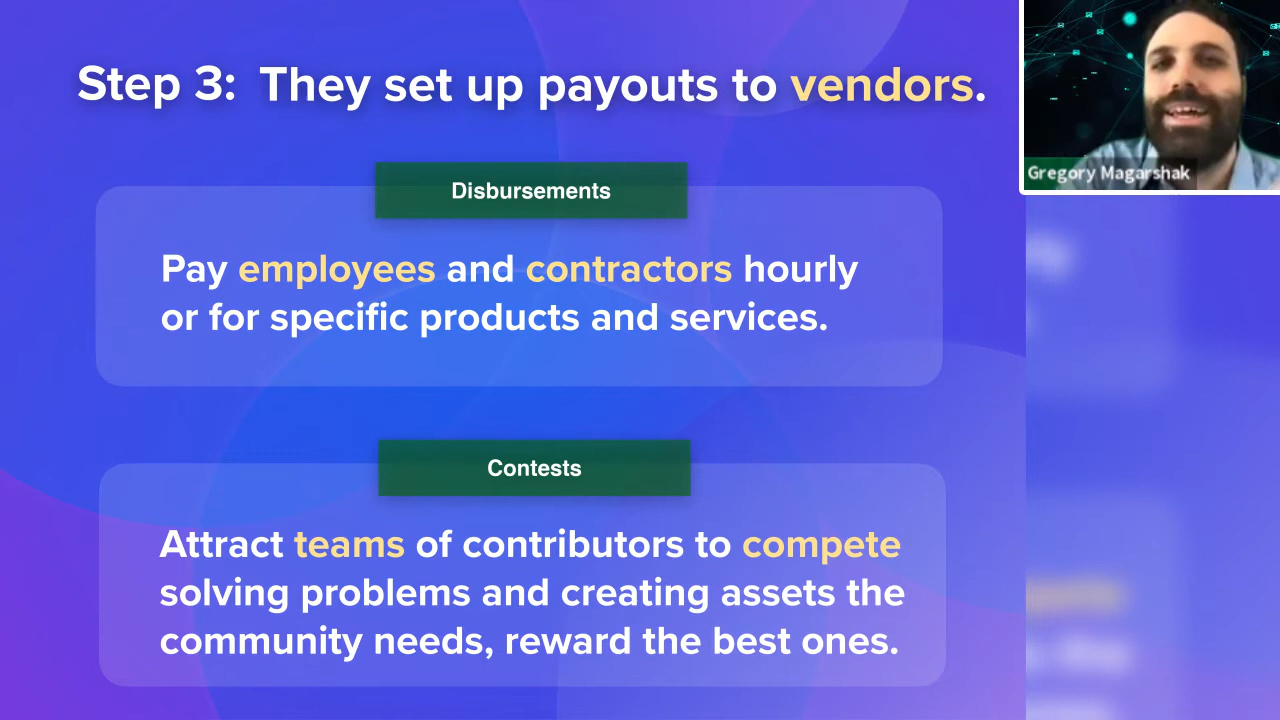 Step 3: They set up payouts to vendors.
Gregory Magarshak
Disbursements
Pay employees and contractors hourly
or for specific products and services.
Contests
Attract teams of contributors to compete
solving problems and creating assets the
community needs, reward the best ones.